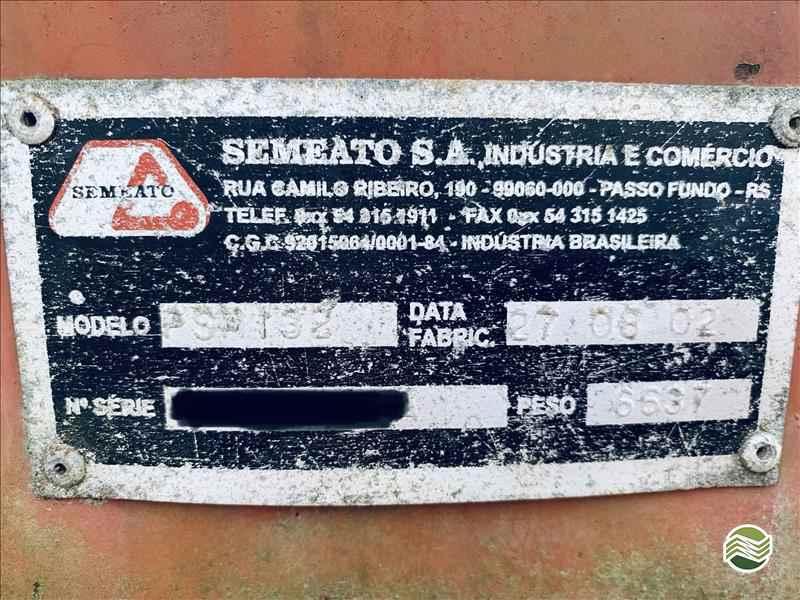 SEMEATO
SEMEATO S.A. INDÚSTRIA E COMÉRCIO
RUA CAMILO RIBEIRO, 190 - 99060-000 - PASSO FUNDO - RS
TELEF. 0xx 54 315 1911 - FAX 0xx 54 315 1425
C.G.C 92015064/0001-84 - INDÚSTRIA BRASILEIRA
MODELO DATA FABRIC. 27 08 02
Nº SÉRIE PESO 6637